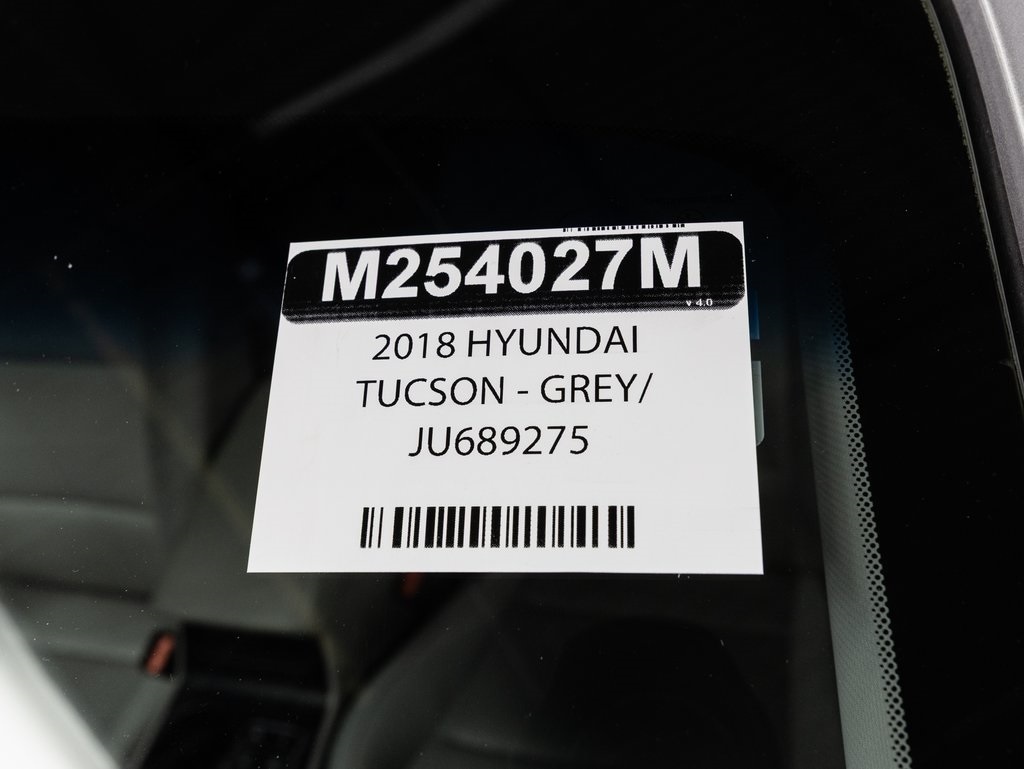 M254027M
v 4.0
2018 HYUNDAI
TUCSON - GREY/
JU689275